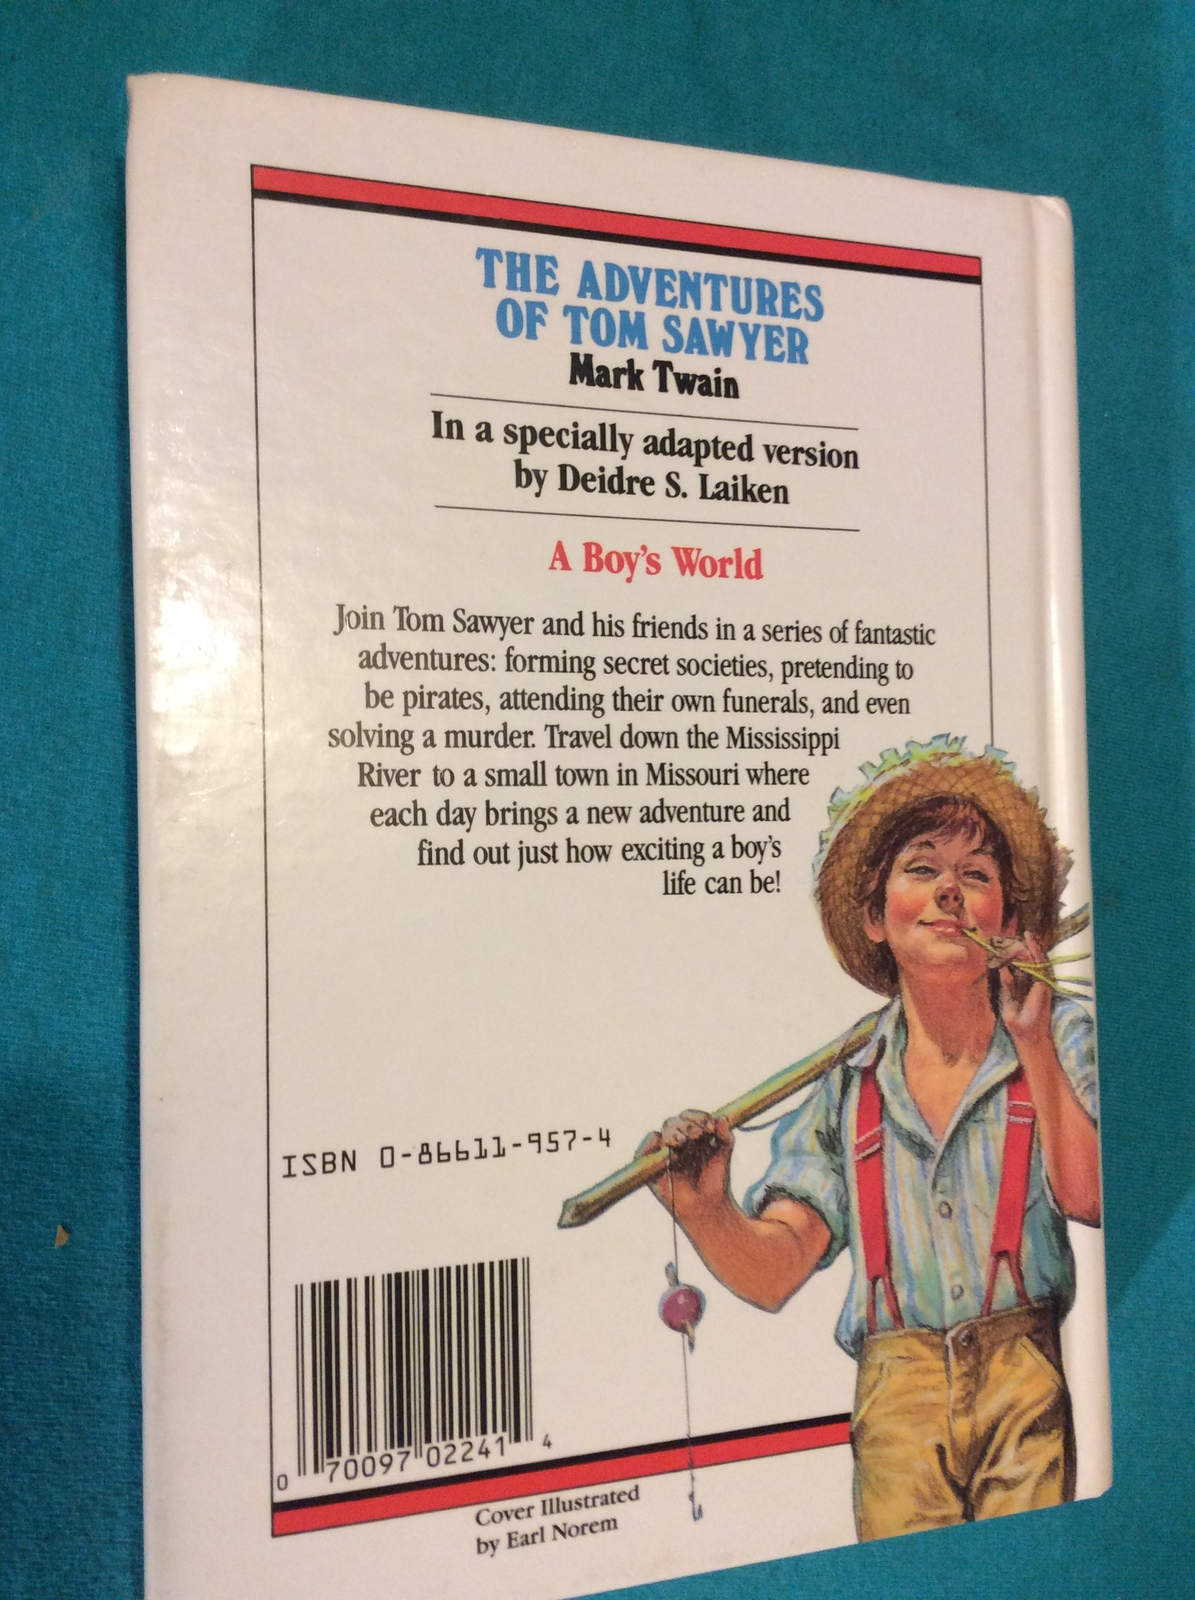 THE ADVENTURES
OF TOM SAWYER
Mark Twain
In a specially adapted version
by Deidre S. Laiken
A Boy's World
Join Tom Sawyer and his friends in a series of fantastic
adventures: forming secret societies, pretending to
be pirates, attending their own funerals, and even
solving a murder. Travel down the Mississippi
River to a small town in Missouri where
each day brings a new adventure and
find out just how exciting a boy's
life can be!
ISBN 0-86611-957-4
0 70097 02241 4
Cover Illustrated
by Earl Norem